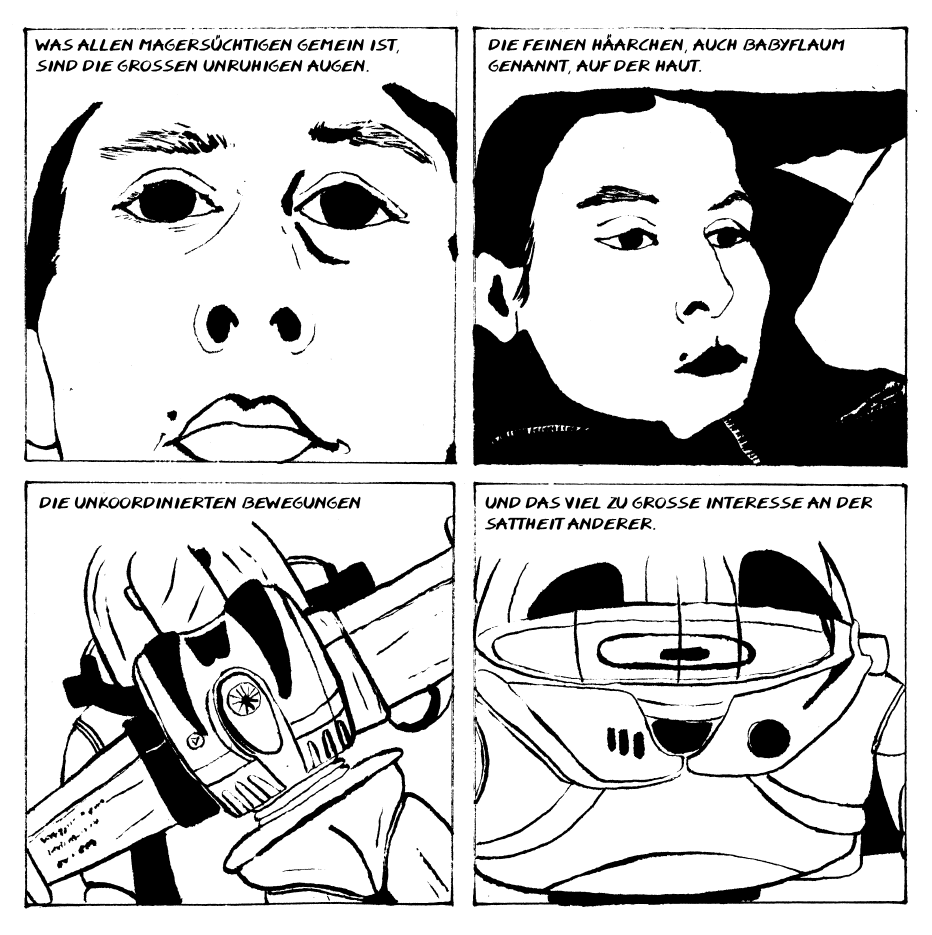 WAS ALLEN MAGERSÜCHTIGEN GEMEIN IST,
SIND DIE GROSSEN UNRUHIGEN AUGEN.
DIE FEINEN HÄARCHEN, AUCH BABYFLAUM
GENANNT, AUF DER HAUT.
DIE UNKOORDINIERTEN BEWEGUNGEN
UND DAS VIEL ZU GROSSE INTERESSE AN DER
SATTHEIT ANDERER.